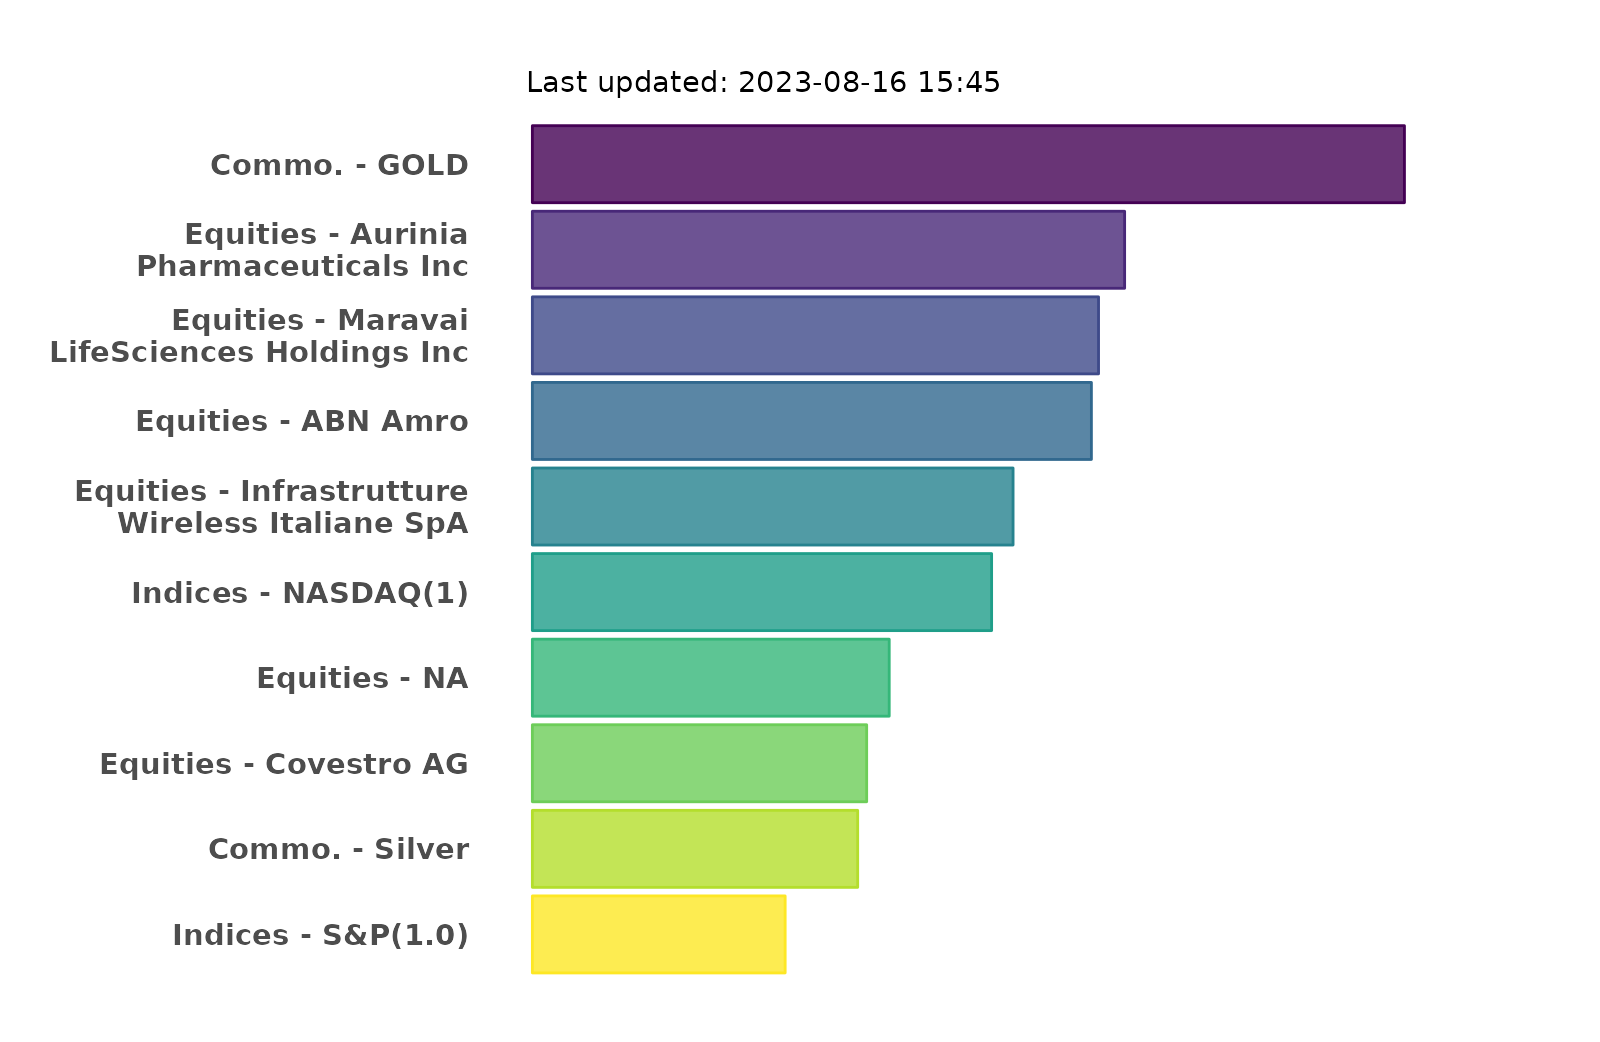 Last updated: 2023-08-16 15:45
Commo. - GOLD
Equities - Aurinia
Pharmaceuticals Inc
Equities - Maravai
LifeSciences Holdings Inc
Equities - ABN Amro
Equities - Infrastrutture
Wireless Italiane SpA
Indices - NASDAQ(1)
Equities - NA
Equities - Covestro AG
Commo. - Silver
Indices - S&P(1.0)